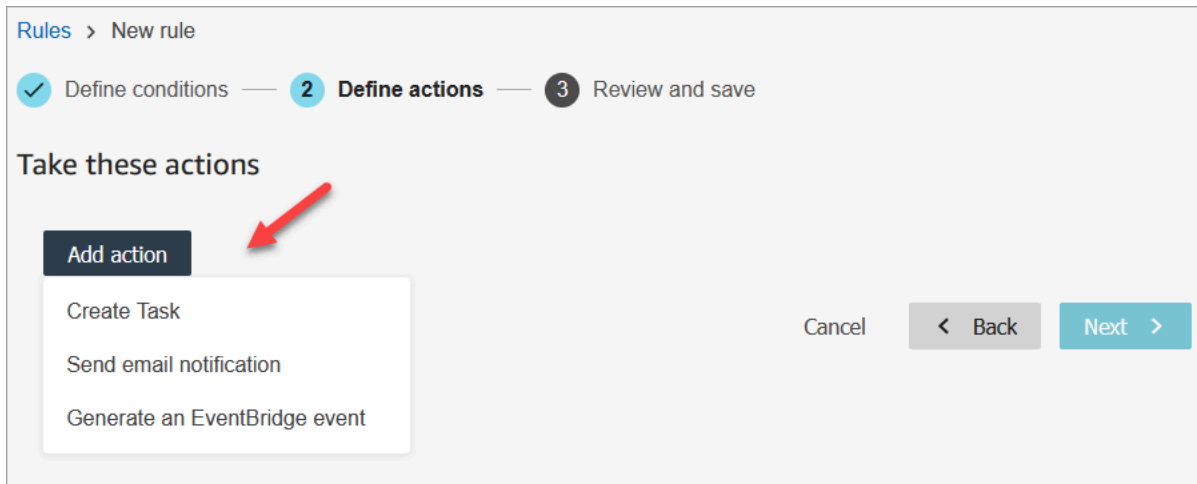 Rules > New rule
Define conditions 2 Define actions 3 Review and save
Take these actions
Add action
Create Task
Send email notification
Generate an EventBridge event
Cancel < Back Next >